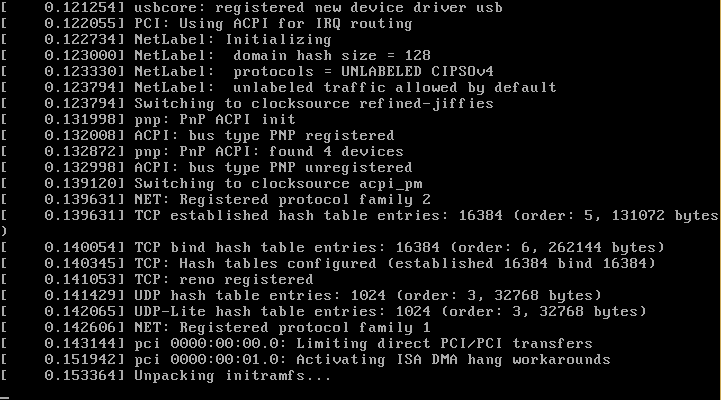 [    0.121254] usbcore: registered new device driver usb
[    0.122055] PCI: Using ACPI for IRQ routing
[    0.122734] NetLabel: Initializing
[    0.123000] NetLabel:  domain hash size = 128
[    0.123330] NetLabel:  protocols = UNLABELED CIPSOv4
[    0.123794] NetLabel:  unlabeled traffic allowed by default
[    0.123794] Switching to clocksource refined-jiffies
[    0.131998] pnp: PnP ACPI init
[    0.132008] ACPI: bus type PNP registered
[    0.132872] pnp: PnP ACPI: found 4 devices
[    0.132998] ACPI: bus type PNP unregistered
[    0.139120] Switching to clocksource acpi_pm
[    0.139631] NET: Registered protocol family 2
[    0.139631] TCP established hash table entries: 16384 (order: 5, 131072 bytes
)
[    0.140054] TCP bind hash table entries: 16384 (order: 6, 262144 bytes)
[    0.140345] TCP: Hash tables configured (established 16384 bind 16384)
[    0.141053] TCP: reno registered
[    0.141429] UDP hash table entries: 1024 (order: 3, 32768 bytes)
[    0.142065] UDP-Lite hash table entries: 1024 (order: 3, 32768 bytes)
[    0.142606] NET: Registered protocol family 1
[    0.143144] pci 0000:00:00.0: Limiting direct PCI/PCI transfers
[    0.151942] pci 0000:00:01.0: Activating ISA DMA hang workarounds
[    0.153364] Unpacking initramfs...